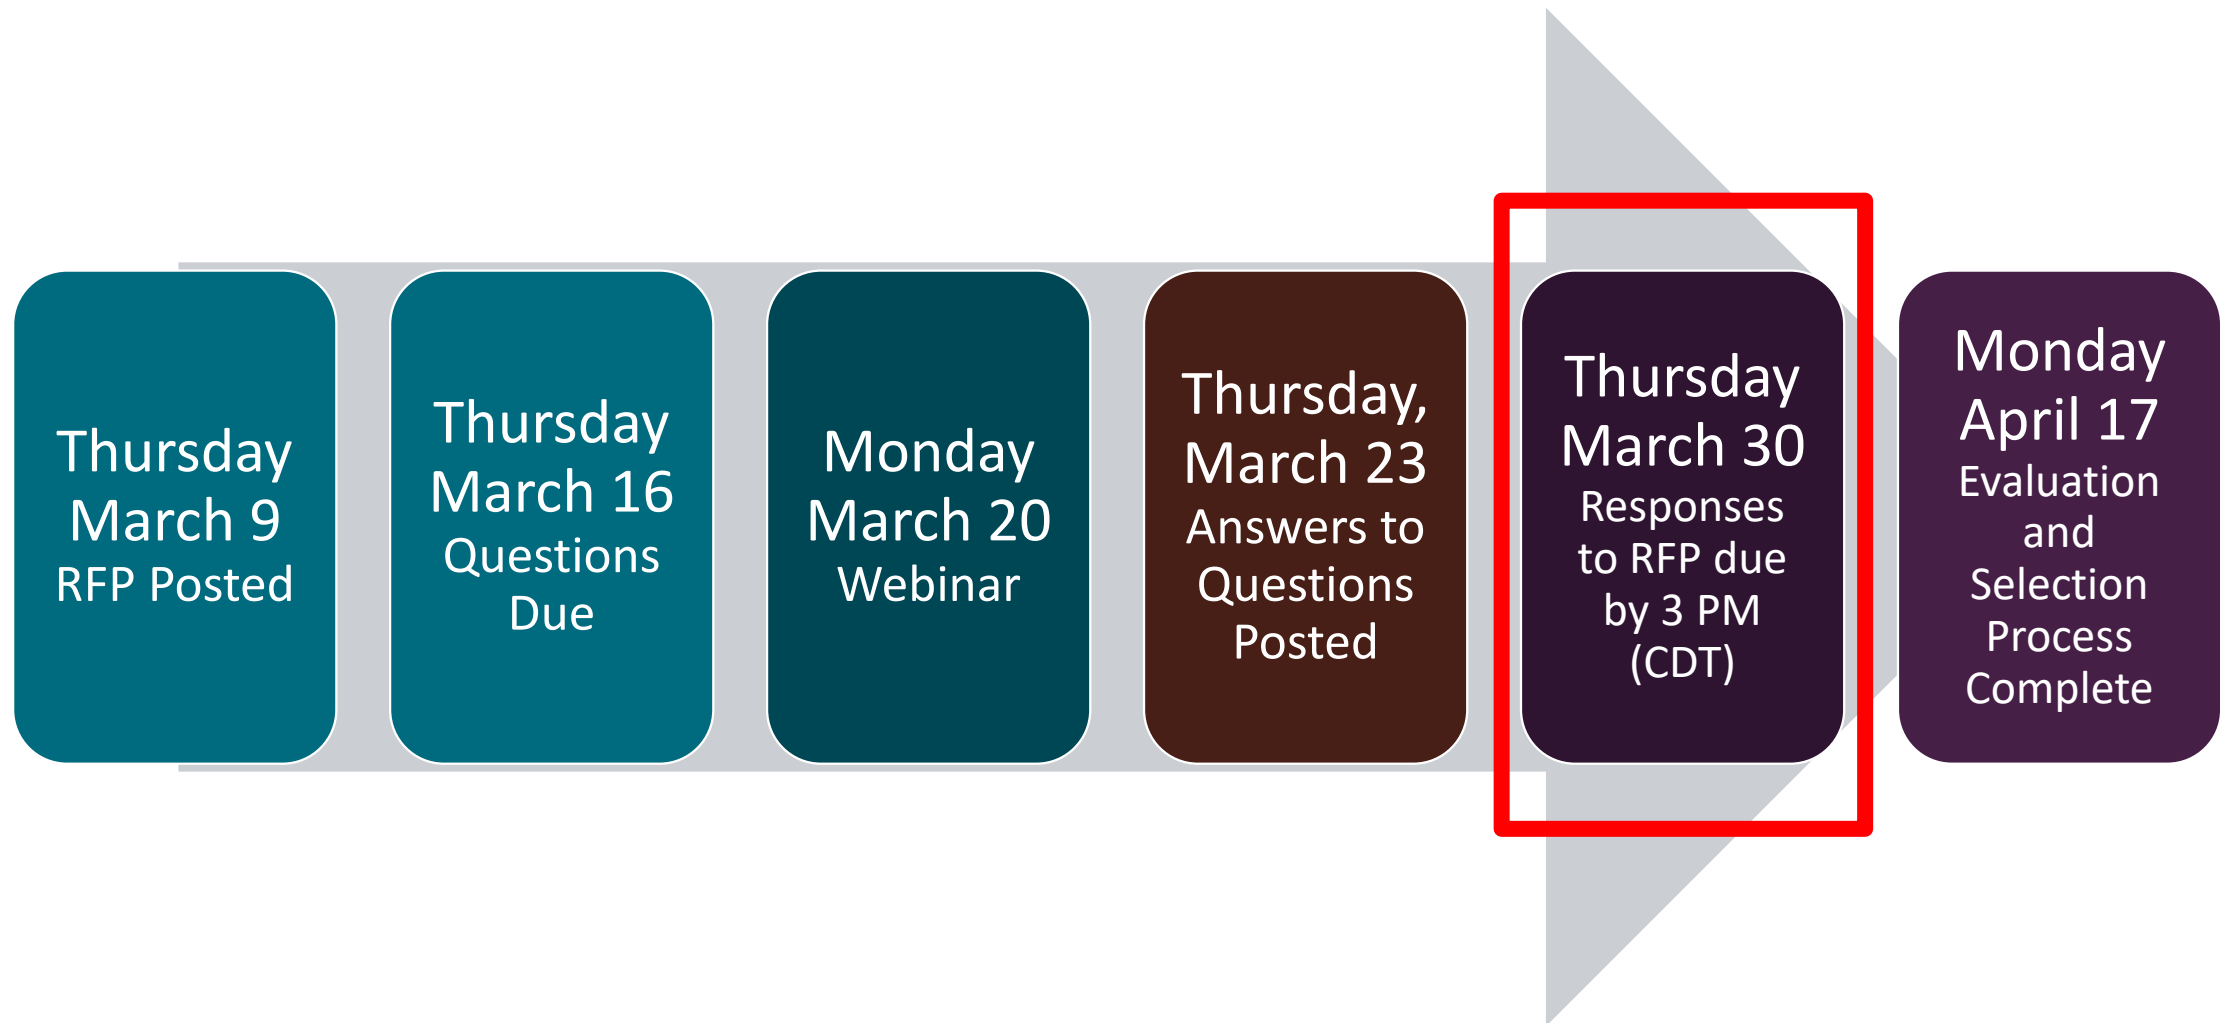 Thursday
March 9
RFP Posted
Thursday
March 16
Questions
Due
Monday
March 20
Webinar
Thursday,
March 23
Answers to
Questions
Posted
Thursday
March 30
Responses
to RFP due
by 3 PM
(CDT)
Monday
April 17
Evaluation
and
Selection
Process
Complete